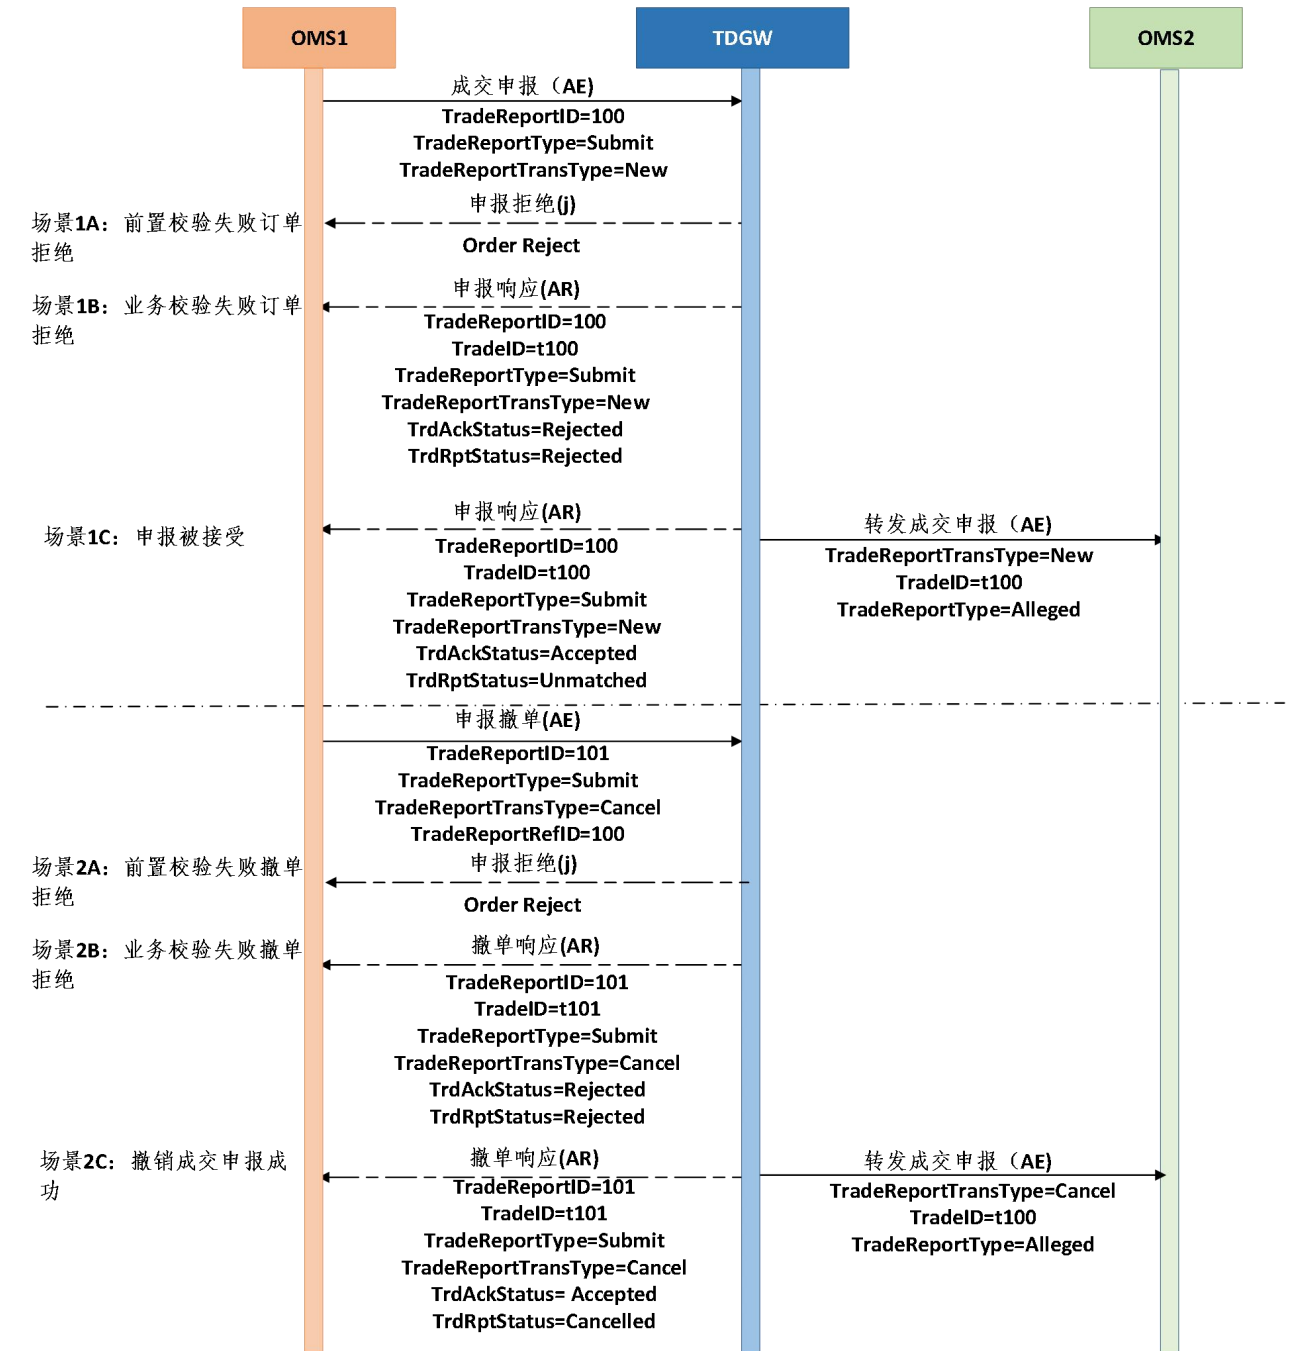 OMS1
TDGW
OMS2
成交申报（AE)
TradeReportID=100
TradeReportType=Submit
TradeReportTransType=New
申报拒绝(j)
场景1A：前置校验失败订单
拒绝
Order Reject
申报响应(AR)
场景1B：业务校验失败订单
拒绝
TradeReportID=100
TradeID=t100
TradeReportType=Submit
TradeReportTransType=New
TrdAckStatus=Rejected
TrdRptStatus=Rejected
场景1C：申报被接受
申报响应(AR)
TradeReportID=100
TradeID=t100
TradeReportType=Submit
TradeReportTransType=New
TrdAckStatus=Accepted
TrdRptStatus=Unmatched
转发成交申报（AE)
TradeReportTransType=New
TradeID=t100
TradeReportType=Alleged
申报撤单(AE)
TradeReportID=101
TradeReportType=Submit
TradeReportTransType=Cancel
TradeReportRefID=100
申报拒绝(j)
场景2A：前置校验失败撤单
拒绝
Order Reject
撤单响应(AR)
场景2B：业务校验失败撤单
拒绝
TradeReportID=101
TradeID=t101
TradeReportType=Submit
TradeReportTransType=Cancel
TrdAckStatus=Rejected
TrdRptStatus=Rejected
场景2C：撤销成交申报成
功
撤单响应(AR)
TradeReportID=101
TradeID=t101
TradeReportType=Submit
TradeReportTransType=Cancel
TrdAckStatus= Accepted
TrdRptStatus=Cancelled
转发成交申报（AE)
TradeReportTransType=Cancel
TradeID=t100
TradeReportType=Alleged